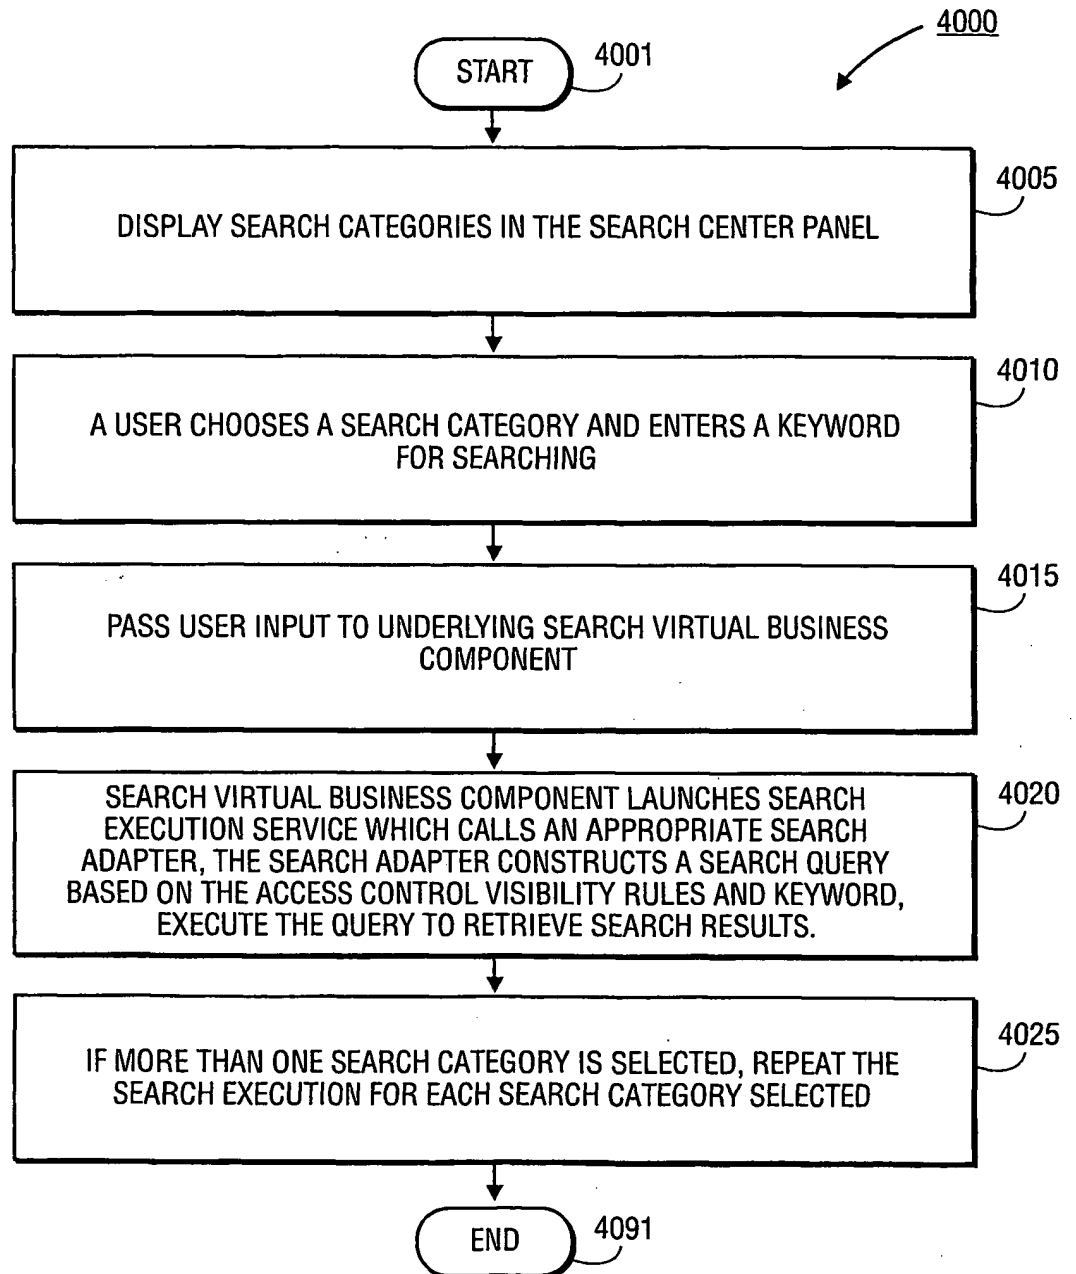 4000
START
4001
4005
DISPLAY SEARCH CATEGORIES IN THE SEARCH CENTER PANEL
4010
A USER CHOOSES A SEARCH CATEGORY AND ENTERS A KEYWORD
FOR SEARCHING
4015
PASS USER INPUT TO UNDERLYING SEARCH VIRTUAL BUSINESS
COMPONENT
4020
SEARCH VIRTUAL BUSINESS COMPONENT LAUNCHES SEARCH
EXECUTION SERVICE WHICH CALLS AN APPROPRIATE SEARCH
ADAPTER, THE SEARCH ADAPTER CONSTRUCTS A SEARCH QUERY
BASED ON THE ACCESS CONTROL VISIBILITY RULES AND KEYWORD,
EXECUTE THE QUERY TO RETRIEVE SEARCH RESULTS.
4025
IF MORE THAN ONE SEARCH CATEGORY IS SELECTED, REPEAT THE
SEARCH EXECUTION FOR EACH SEARCH CATEGORY SELECTED
END
4091